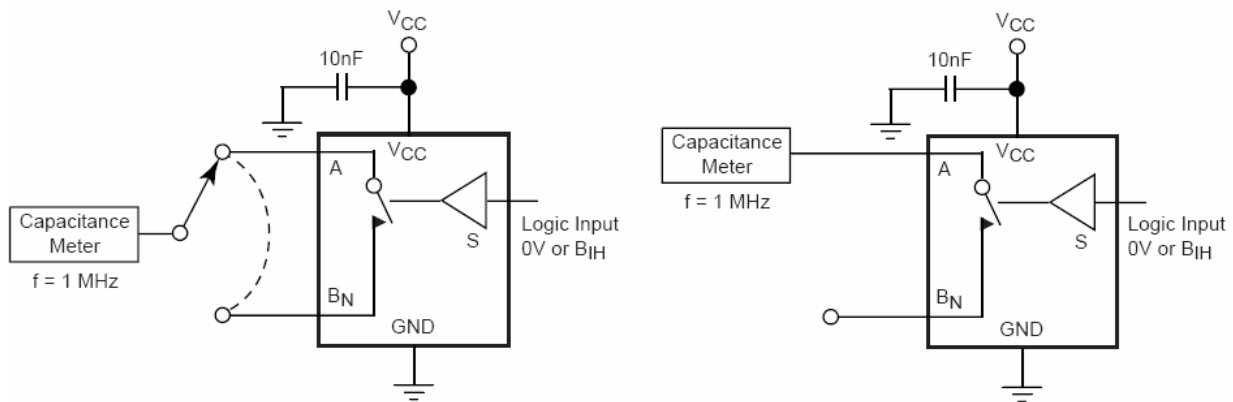 VCC
10nF
VCC
A
Capacitance
Meter
f = 1 MHz
S
Logic Input
0V or BIH
BN
GND
VCC
10nF
Capacitance
Meter
f = 1 MHz
VCC
A
S
Logic Input
0V or BIH
BN
GND